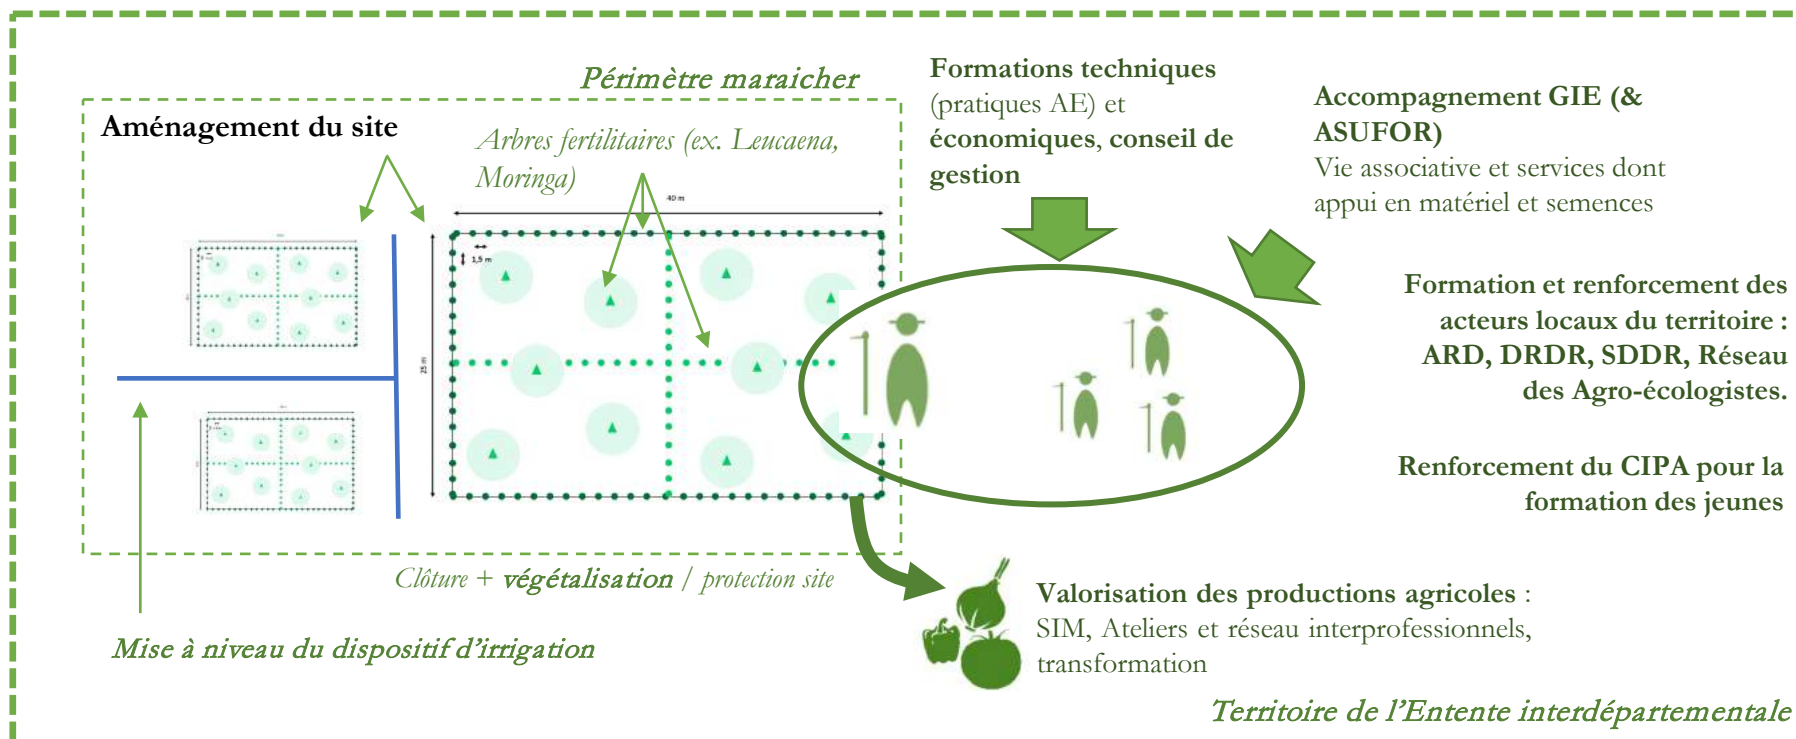 Périmètre maraicher
Aménagement du site
Arbres fertilitaires (ex. Leucaena,
Moringa)
40 m
1,5 m
25 m
Clôture + végétalisation / protection site
Mise à niveau du dispositif d'irrigation
Formations techniques
(pratiques AE) et
économiques, conseil de
gestion
Accompagnement GIE (&
ASUFOR)
Vie associative et services dont
appui en matériel et semences
Formation et renforcement des
acteurs locaux du territoire :
ARD, DRDR, SDDR, Réseau
des Agro-écologistes.
Renforcement du CIPA pour la
formation des jeunes
Valorisation des productions agricoles :
SIM, Ateliers et réseau interprofessionnels,
transformation
Territoire de l'Entente interdépartementale